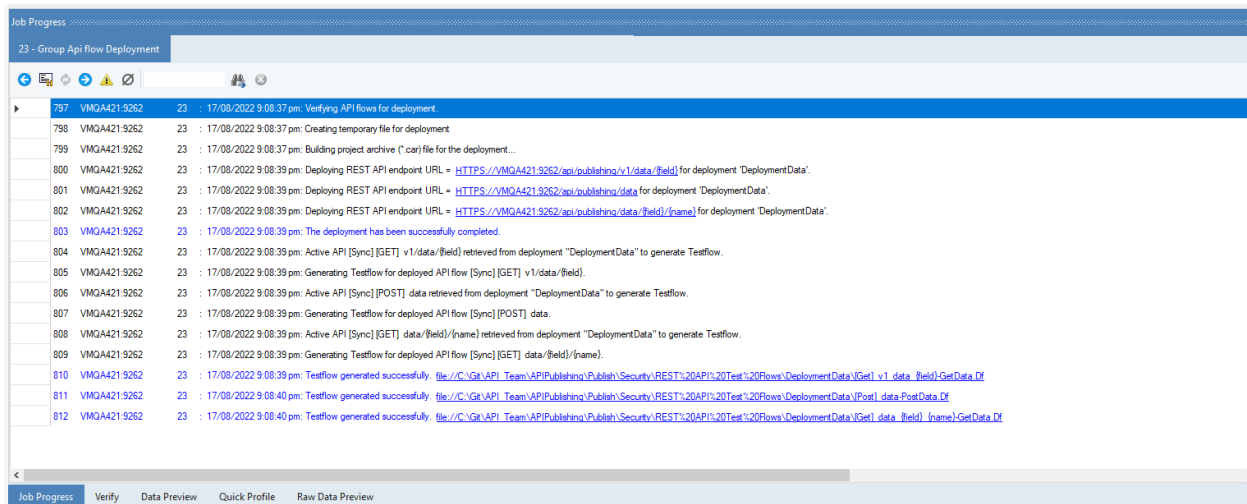 Job Progress
23 - Group Api flow Deployment
797 VMQA421:9262 23 : 17/08/2022 9:08:37 pm: Verifying API flows for deployment.
798 VMQA421:9262 23 : 17/08/2022 9:08:37 pm: Creating temporary file for deployment
799 VMQA421:9262 23 : 17/08/2022 9:08:37 pm: Building project archive (*.car) file for the deployment...
800 VMQA421:9262 23 : 17/08/2022 9:08:39 pm: Deploying REST API endpoint URL = HTTPS://VMQA421:9262/api/publishing/v1/data/{field} for deployment 'DeploymentData'.
801 VMQA421:9262 23 : 17/08/2022 9:08:39 pm: Deploying REST API endpoint URL = HTTPS://VMQA421:9262/api/publishing/data for deployment 'DeploymentData'.
802 VMQA421:9262 23 : 17/08/2022 9:08:39 pm: Deploying REST API endpoint URL = HTTPS://VMQA421:9262/api/publishing/data/{field}/{name} for deployment 'DeploymentData'.
803 VMQA421:9262 23 : 17/08/2022 9:08:39 pm: The deployment has been successfully completed.
804 VMQA421:9262 23 : 17/08/2022 9:08:39 pm: Active API [Sync] [GET] v1/data/{field} retrieved from deployment "DeploymentData" to generate Testflow.
805 VMQA421:9262 23 : 17/08/2022 9:08:39 pm: Generating Testflow for deployed API flow [Sync] [GET] v1/data/{field}.
806 VMQA421:9262 23 : 17/08/2022 9:08:39 pm: Active API [Sync] [POST] data retrieved from deployment "DeploymentData" to generate Testflow.
807 VMQA421:9262 23 : 17/08/2022 9:08:39 pm: Generating Testflow for deployed API flow [Sync] [POST] data.
808 VMQA421:9262 23 : 17/08/2022 9:08:39 pm: Active API [Sync] [GET] data/{field}/{name} retrieved from deployment "DeploymentData" to generate Testflow.
809 VMQA421:9262 23 : 17/08/2022 9:08:39 pm: Generating Testflow for deployed API flow [Sync] [GET] data/{field}/{name}.
810 VMQA421:9262 23 : 17/08/2022 9:08:39 pm: Testflow generated successfully. file://C:\Git\API_Team\APIPublishing\Publish\Security\REST%20API%20Test%20Flows\DeploymentData\[Get]_v1_data_{field}-GetData.Df
811 VMQA421:9262 23 : 17/08/2022 9:08:40 pm: Testflow generated successfully. file://C:\Git\API_Team\APIPublishing\Publish\Security\REST%20API%20Test%20Flows\DeploymentData\[Post]_data-PostData.Df
812 VMQA421:9262 23 : 17/08/2022 9:08:40 pm: Testflow generated successfully. file://C:\Git\API_Team\APIPublishing\Publish\Security\REST%20API%20Test%20Flows\DeploymentData\[Get]_data_{field}_{name}-GetData.Df
Job Progress Verify Data Preview Quick Profile Raw Data Preview